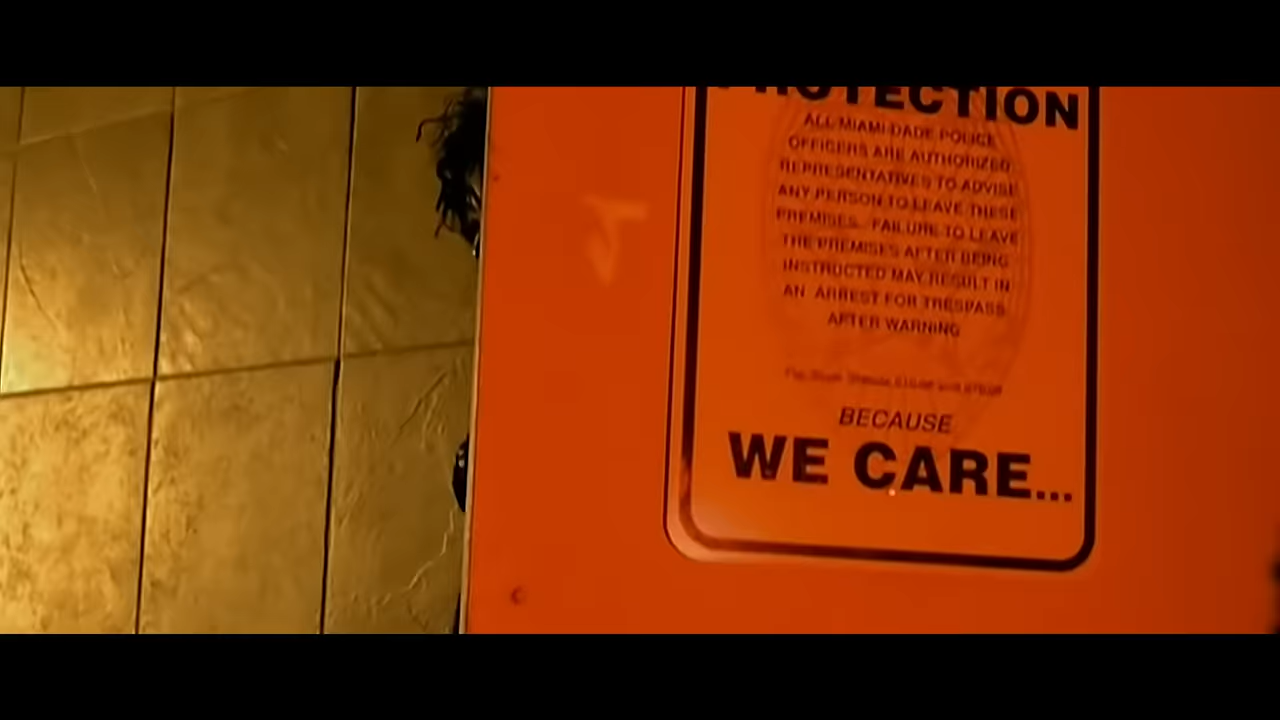 PROTECTION
ALL MIAMI-DADE POLICE
OFFICERS ARE AUTHORIZED
REPRESENTATIVES TO ADVISE
ANY PERSON TO LEAVE THESE
PREMISES. FAILURE TO LEAVE
THE PREMISES AFTER BEING
INSTRUCTED MAY RESULT IN
AN ARREST FOR TRESPASS
AFTER WARNING
BECAUSE
WE CARE...